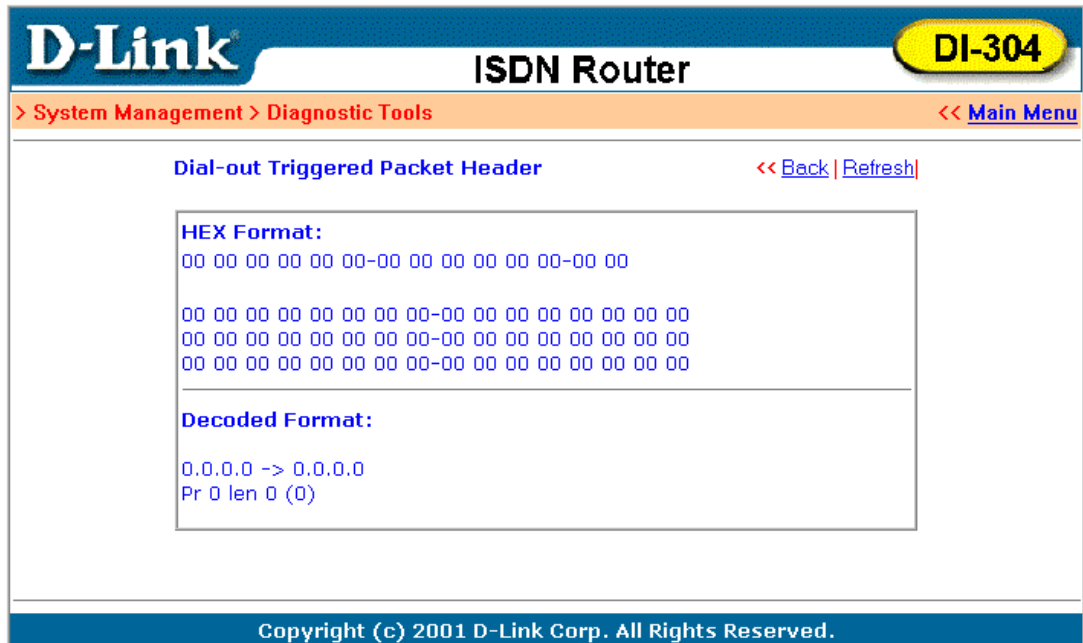 D-Link®
ISDN Router
DI-304
> System Management > Diagnostic Tools << Main Menu
Dial-out Triggered Packet Header << Back | Refresh|
HEX Format:
00 00 00 00 00 00-00 00 00 00 00 00-00 00
00 00 00 00 00 00 00 00-00 00 00 00 00 00 00 00
00 00 00 00 00 00 00 00-00 00 00 00 00 00 00 00
00 00 00 00 00 00 00 00-00 00 00 00 00 00 00 00
Decoded Format:
0.0.0.0 -> 0.0.0.0
Pr 0 len 0 (0)
Copyright (c) 2001 D-Link Corp. All Rights Reserved.